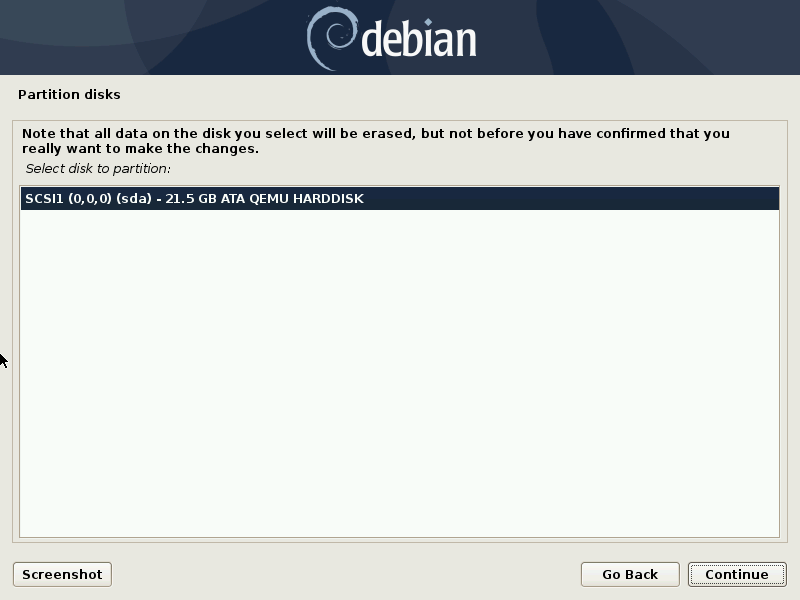 debian
Partition disks
Note that all data on the disk you select will be erased, but not before you have confirmed that you
really want to make the changes.
Select disk to partition:
SCSI1 (0,0,0) (sda) - 21.5 GB ATA QEMU HARDDISK
Screenshot
Go Back
Continue